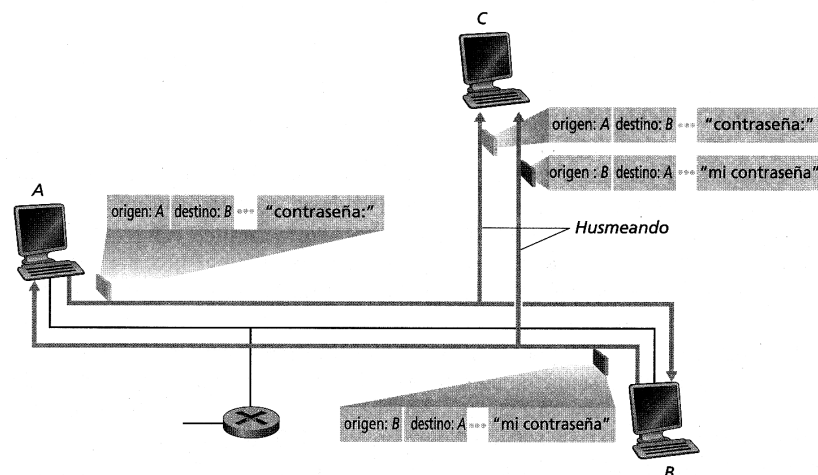 C
origen: A destino: B "contraseña:"
origen : B destino: A "mi contraseña"
A
origen: A destino: B "contraseña:"
Husmeando
origen: B destino: A "mi contraseña"
B